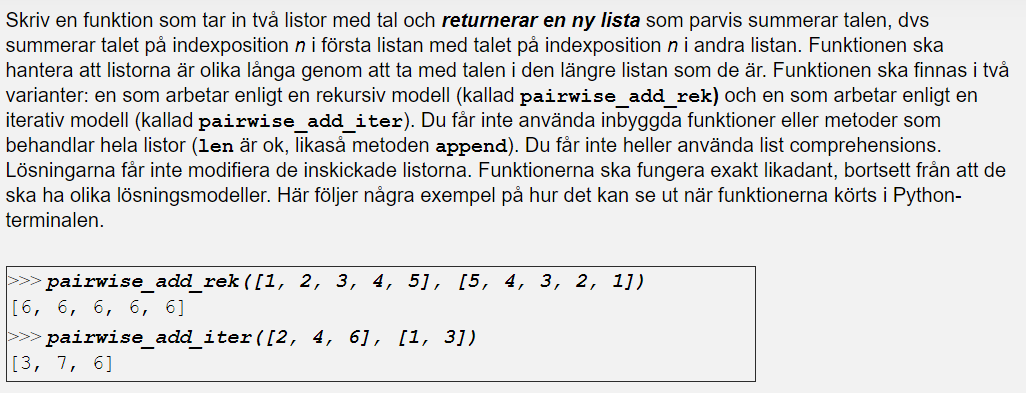 Skriv en funktion som tar in två listor med tal och returnerar en ny lista som parvis summerar talen, dvs
summerar talet på indexposition n i första listan med talet på indexposition n i andra listan. Funktionen ska
hantera att listorna är olika långa genom att ta med talen i den längre listan som de är. Funktionen ska finnas i två
varianter: en som arbetar enligt en rekursiv modell (kallad pairwise_add_rek) och en som arbetar enligt en
iterativ modell (kallad pairwise_add_iter). Du får inte använda inbyggda funktioner eller metoder som
behandlar hela listor (len är ok, likaså metoden append). Du får inte heller använda list comprehensions.
Lösningarna får inte modifiera de inskickade listorna. Funktionerna ska fungera exakt likadant, bortsett från att de
ska ha olika lösningsmodeller. Här följer några exempel på hur det kan se ut när funktionerna körts i Python-
terminalen.
>>> pairwise_add_rek([1, 2, 3, 4, 5], [5, 4, 3, 2, 1])
[6, 6, 6, 6, 6]
>>> pairwise_add_iter([2, 4, 6], [1, 3])
[3, 7, 6]